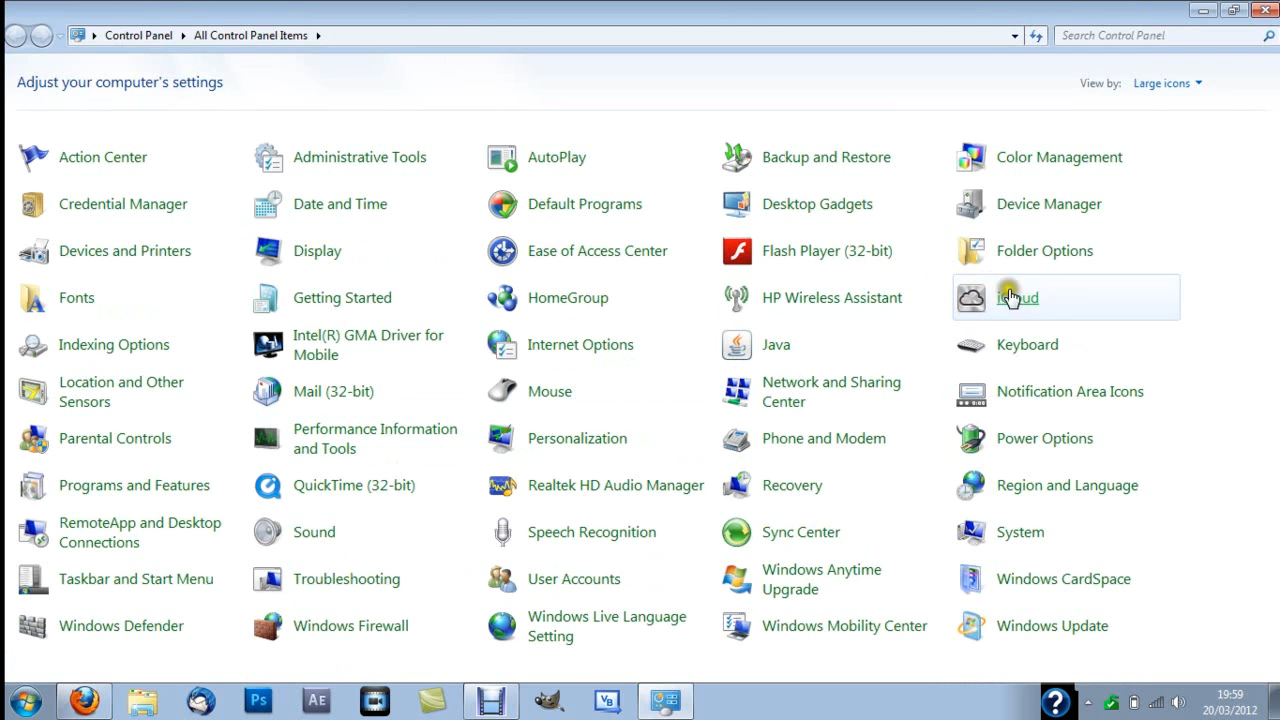 Control Panel
All Control Panel Items
Search Control Panel
Adjust your computer's settings
View by: Large icons
Action Center
Administrative Tools
AutoPlay
Backup and Restore
Color Management
Credential Manager
Date and Time
Default Programs
Desktop Gadgets
Device Manager
Devices and Printers
Display
Ease of Access Center
Flash Player (32-bit)
Folder Options
Fonts
Getting Started
HomeGroup
HP Wireless Assistant
Indexing Options
Intel(R) GMA Driver for
Mobile
Internet Options
Java
Keyboard
Location and Other
Sensors
Mail (32-bit)
Mouse
Network and Sharing
Center
Notification Area Icons
Parental Controls
Performance Information
and Tools
Personalization
Phone and Modem
Power Options
Programs and Features
QuickTime (32-bit)
Realtek HD Audio Manager
Recovery
Region and Language
RemoteApp and Desktop
Connections
Sound
Speech Recognition
Sync Center
System
Taskbar and Start Menu
Troubleshooting
User Accounts
Windows Anytime
Upgrade
Windows CardSpace
Windows Defender
Windows Firewall
Windows Live Language
Setting
Windows Mobility Center
Windows Update
Ps
Ae
VB
?
19:59
20/03/2012